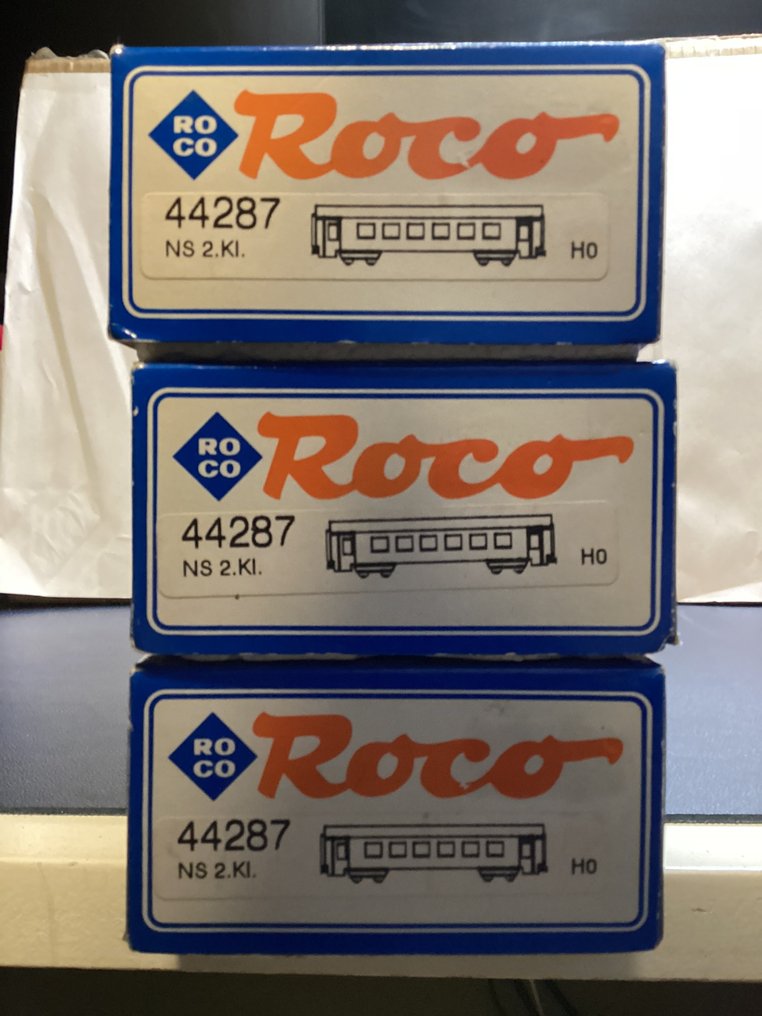 RO
CO
Roco
44287
NS 2.Kl.
H0
RO
CO
Roco
44287
NS 2.Kl.
H0
RO
CO
Roco
44287
NS 2.Kl.
H0